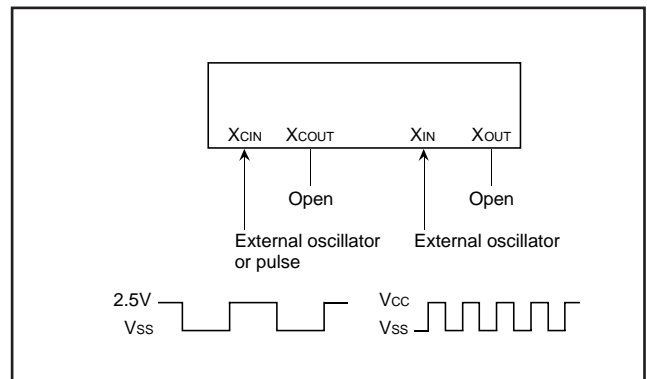 XCIN XCOUT XIN XOUT
Open Open
External oscillator
or pulse
External oscillator
2.5V
VSS
VCC
VSS